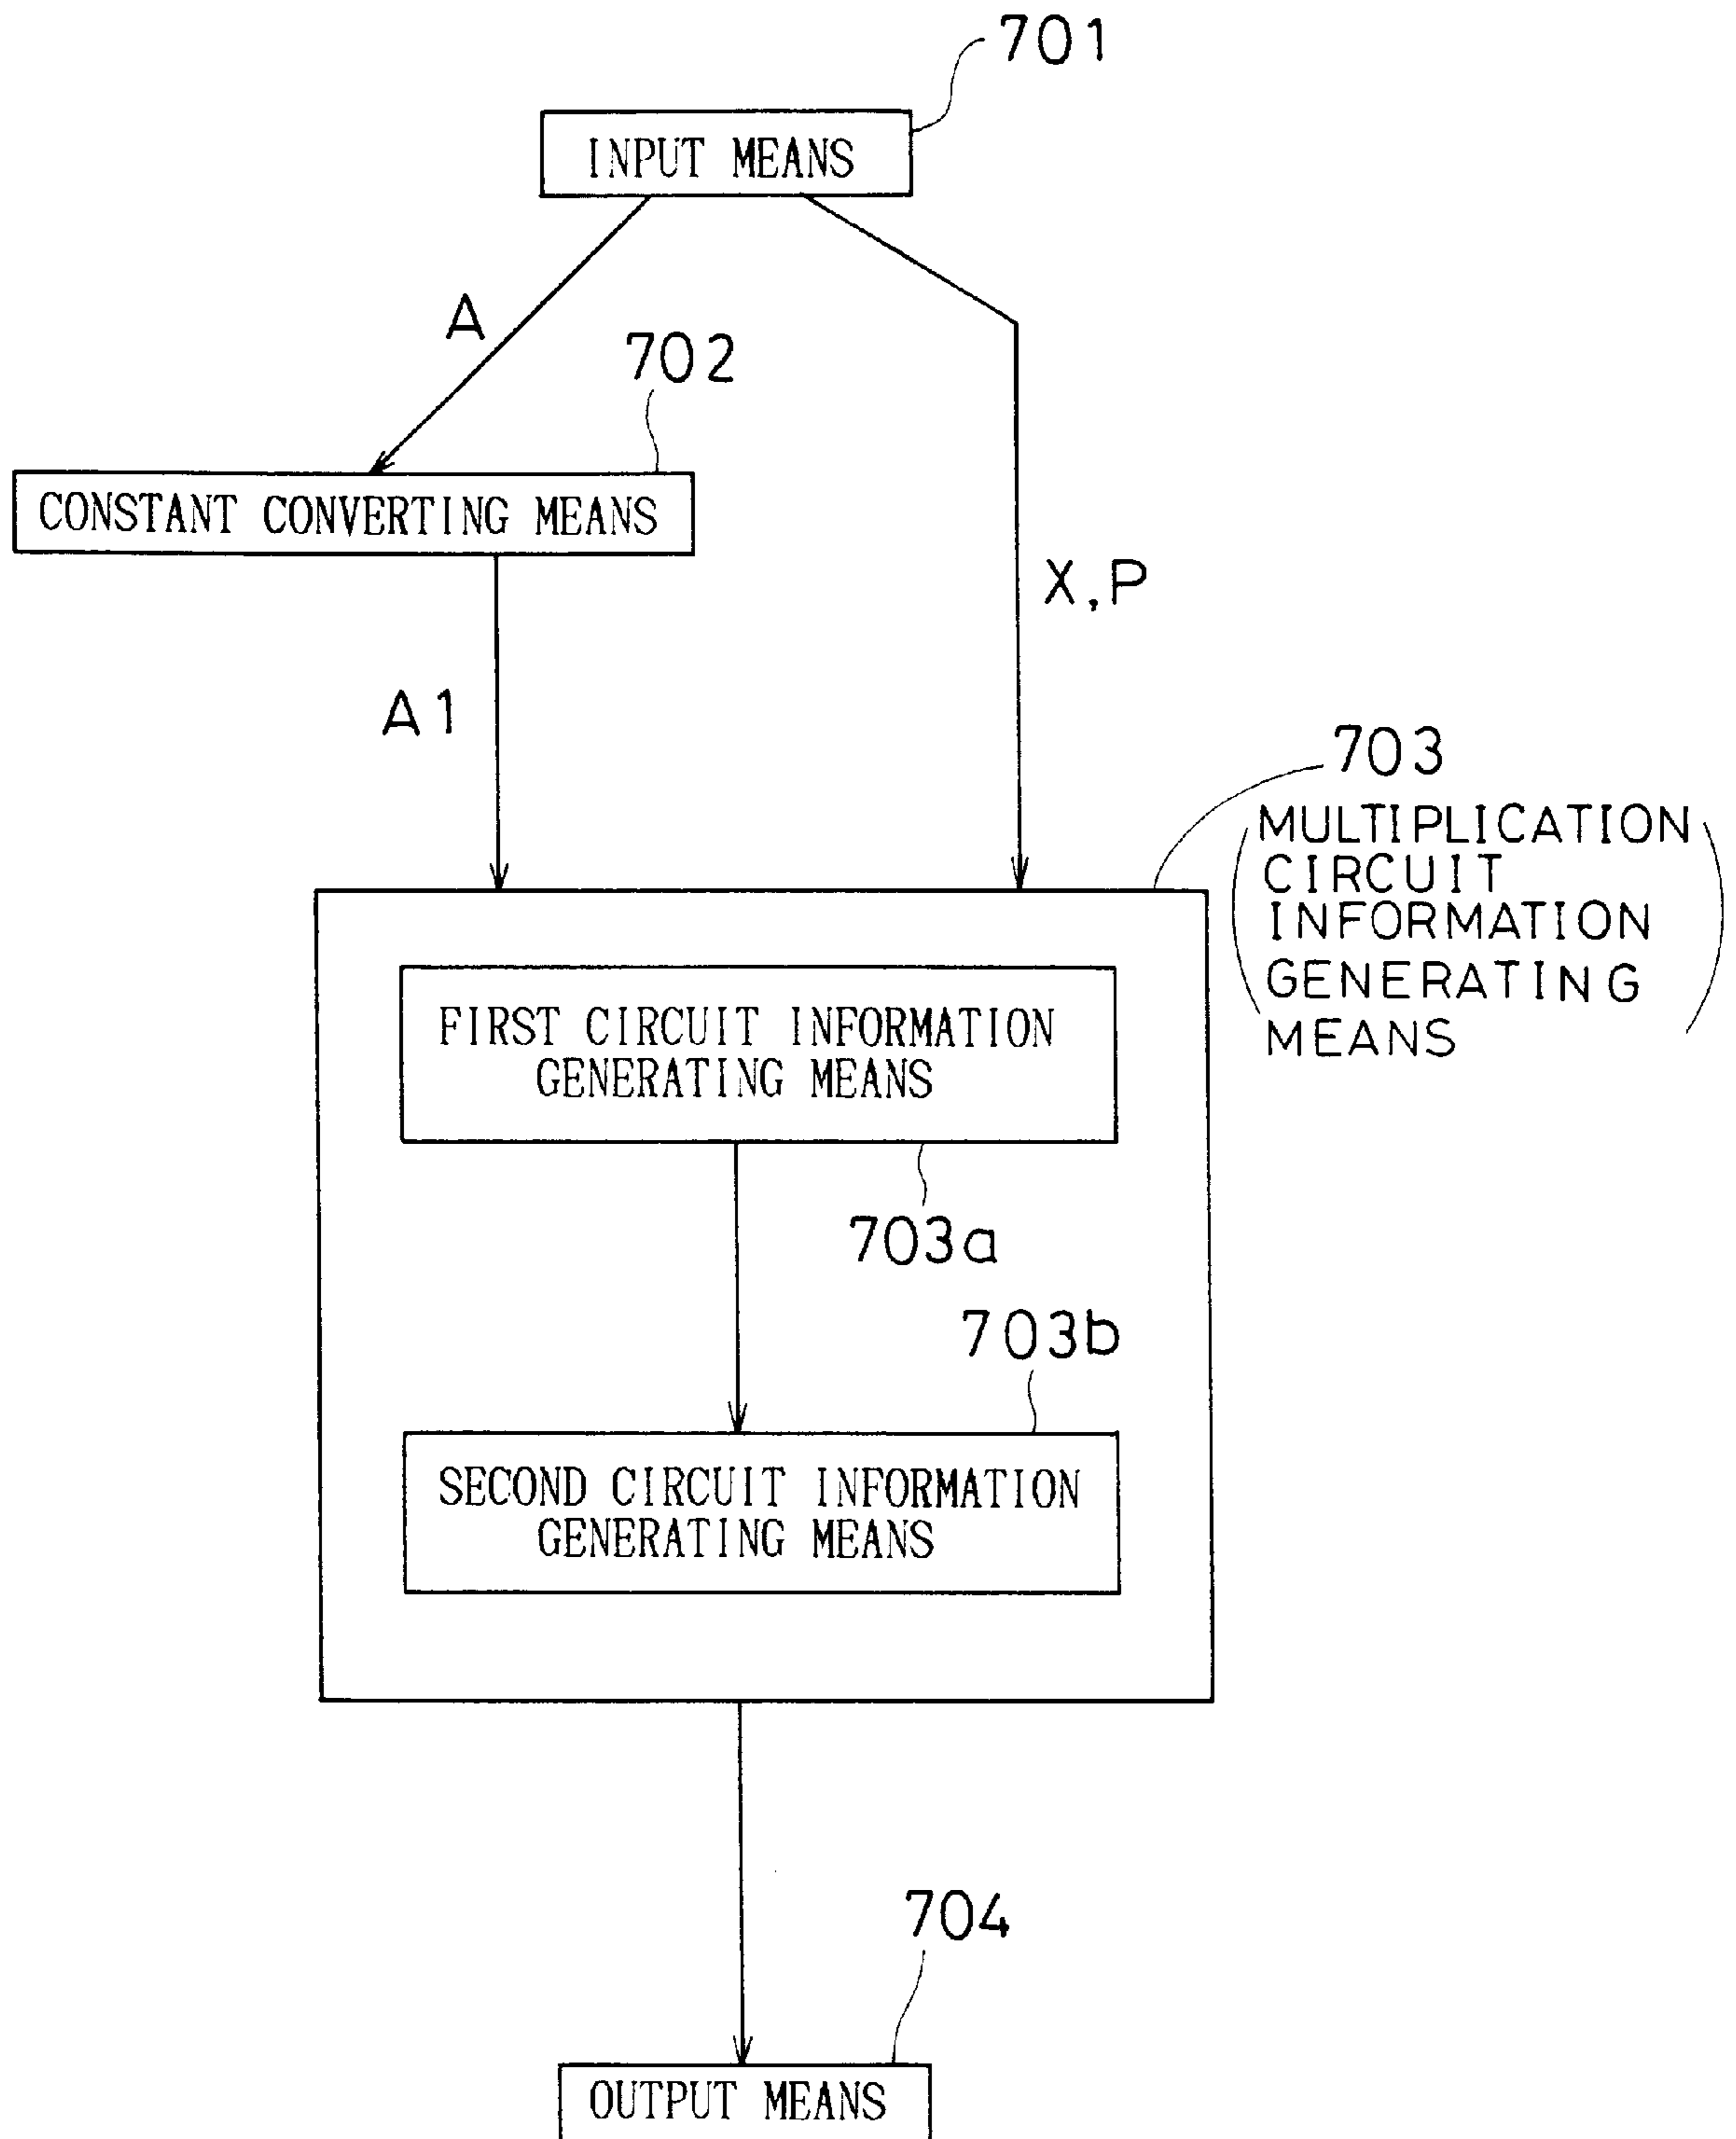 701
INPUT MEANS
A
702
CONSTANT CONVERTING MEANS
X,P
A1
703
MULTIPLICATION
CIRCUIT
INFORMATION
GENERATING
MEANS
FIRST CIRCUIT INFORMATION
GENERATING MEANS
703a
703b
SECOND CIRCUIT INFORMATION
GENERATING MEANS
704
OUTPUT MEANS